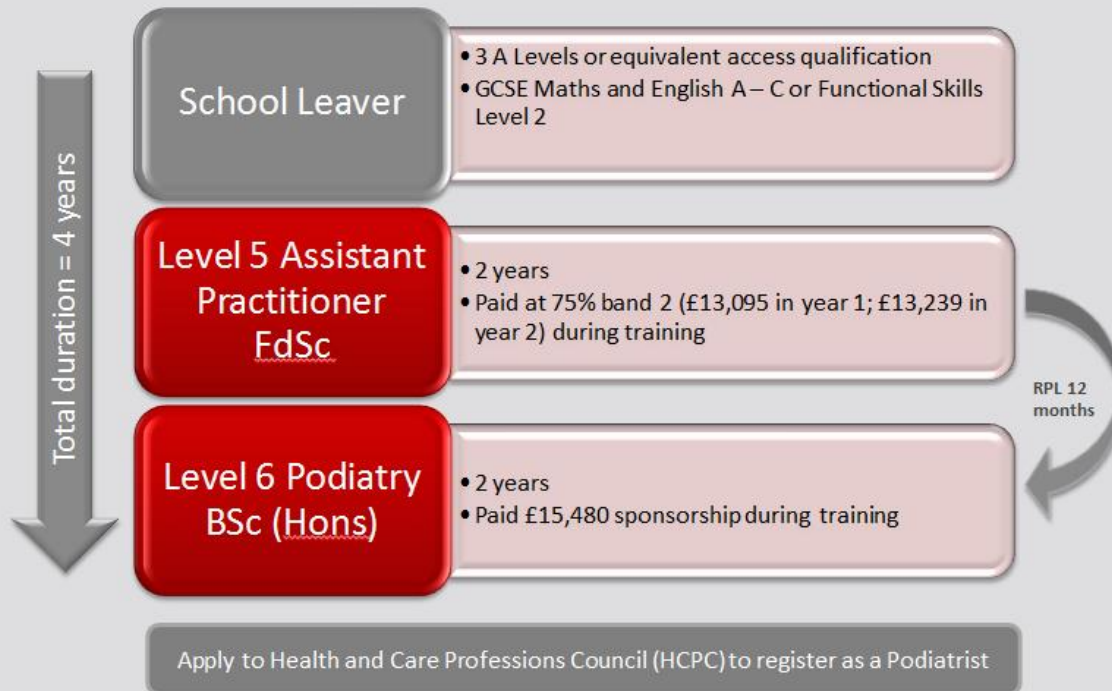 Total duration = 4 years
School Leaver
• 3 A Levels or equivalent access qualification
• GCSE Maths and English A – C or Functional Skills
Level 2
Level 5 Assistant
Practitioner
FdSc
• 2 years
• Paid at 75% band 2 (£13,095 in year 1; £13,239 in
year 2) during training
RPL 12
months
Level 6 Podiatry
BSc (Hons)
• 2 years
• Paid £15,480 sponsorship during training
Apply to Health and Care Professions Council (HCPC) to register as a Podiatrist